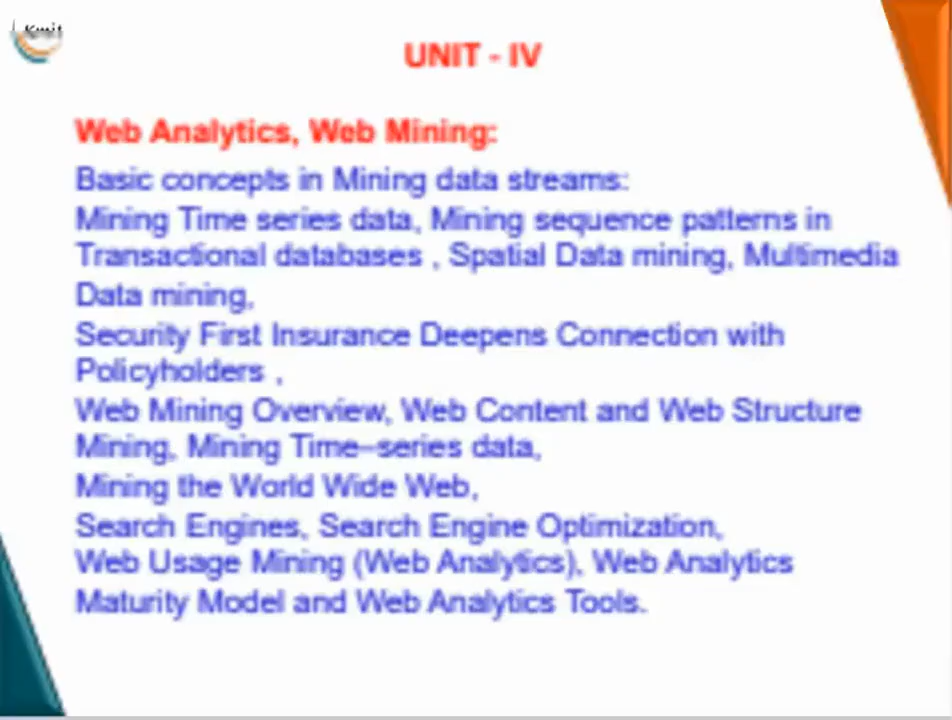 Kmit
UNIT - IV
Web Analytics, Web Mining:
Basic concepts in Mining data streams:
Mining Time series data, Mining sequence patterns in
Transactional databases , Spatial Data mining, Multimedia
Data mining,
Security First Insurance Deepens Connection with
Policyholders ,
Web Mining Overview, Web Content and Web Structure
Mining, Mining Time–series data,
Mining the World Wide Web,
Search Engines, Search Engine Optimization,
Web Usage Mining (Web Analytics), Web Analytics
Maturity Model and Web Analytics Tools.